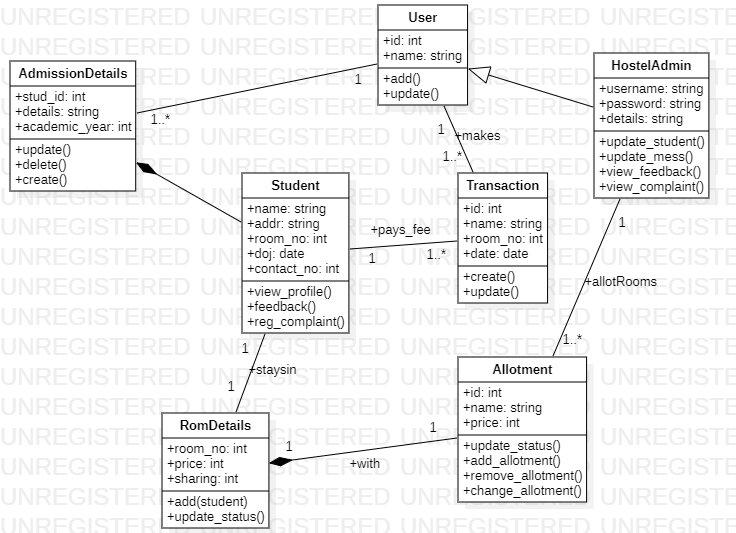 User
+id: int
+name: string
+add()
+update()
HostelAdmin
+username: string
+password: string
+details: string
+update_student()
+update_mess()
+view_feedback()
+view_complaint()
AdmissionDetails
+stud_id: int
+details: string
+academic_year: int
+update()
+delete()
+create()
1
1..*
1
+makes
1..*
Student
+name: string
+addr: string
+room_no: int
+doj: date
+contact_no: int
+view_profile()
+feedback()
+reg_complaint()
+pays_fee
1
1..*
Transaction
+id: int
+name: string
+room_no: int
+date: date
+create()
+update()
1
+allotRooms
1..*
1
+staysin
1
Allotment
+id: int
+name: string
+price: int
+update_status()
+add_allotment()
+remove_allotment()
+change_allotment()
RomDetails
+room_no: int
+price: int
+sharing: int
+add(student)
+update_status()
1
+with
1
UNREGISTERED